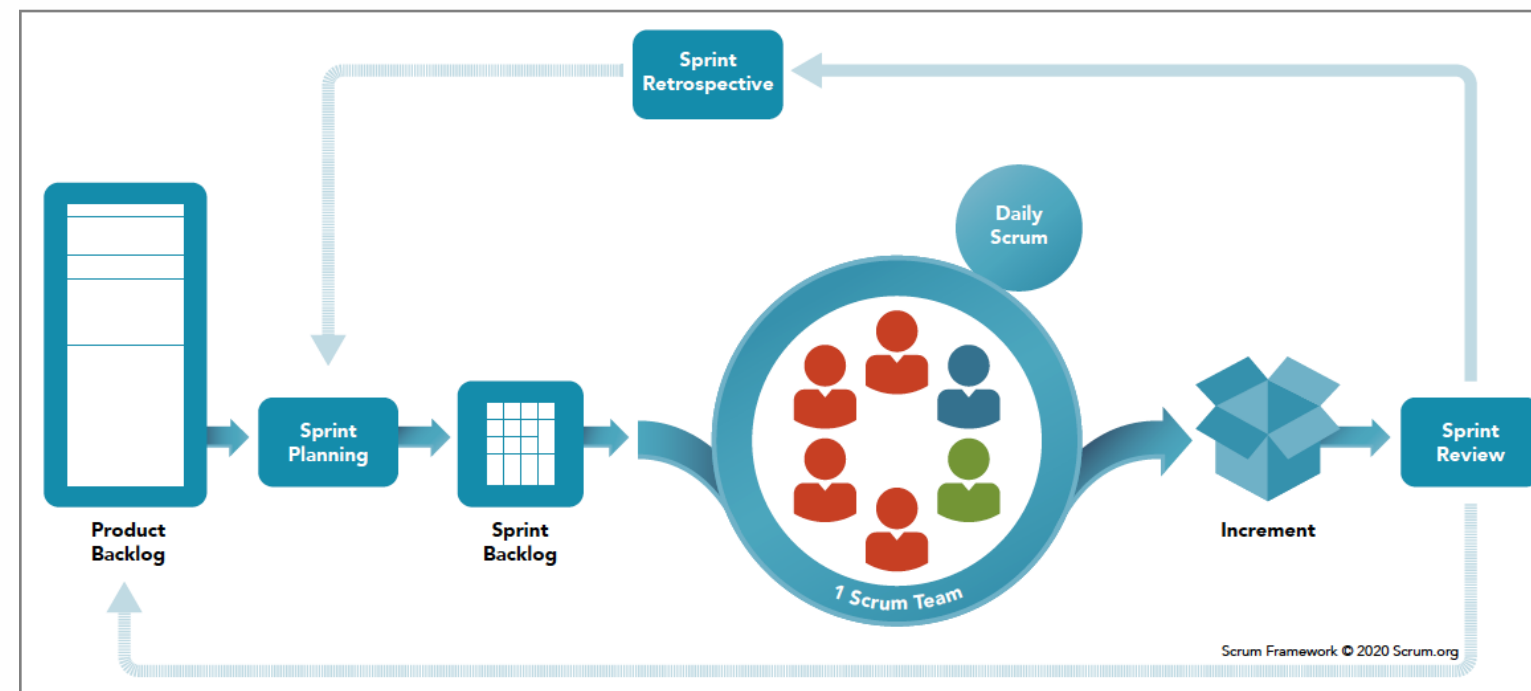 Sprint
Retrospective
Daily
Scrum
Sprint
Planning
Sprint
Review
Product
Backlog
Sprint
Backlog
Increment
1 Scrum Team
Scrum Framework © 2020 Scrum.org